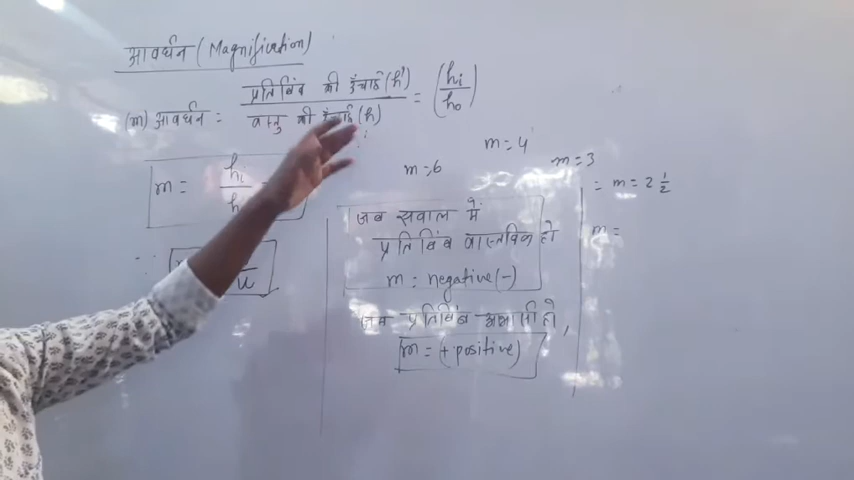 आवर्धन (Magnification)
(m) आवर्धन = प्रतिबिंब की ऊँचाई (h') / वस्तु की ऊँचाई (h) = (hi / ho)
m = 4
m = 6
m = 3
m = hi / h
= m = 2 1/2
जब सवाल में
प्रतिबिंब वास्तविक हो
m =
m = negative (-)
u
जब प्रतिबिंब आभासी हो,
m = (+positive)